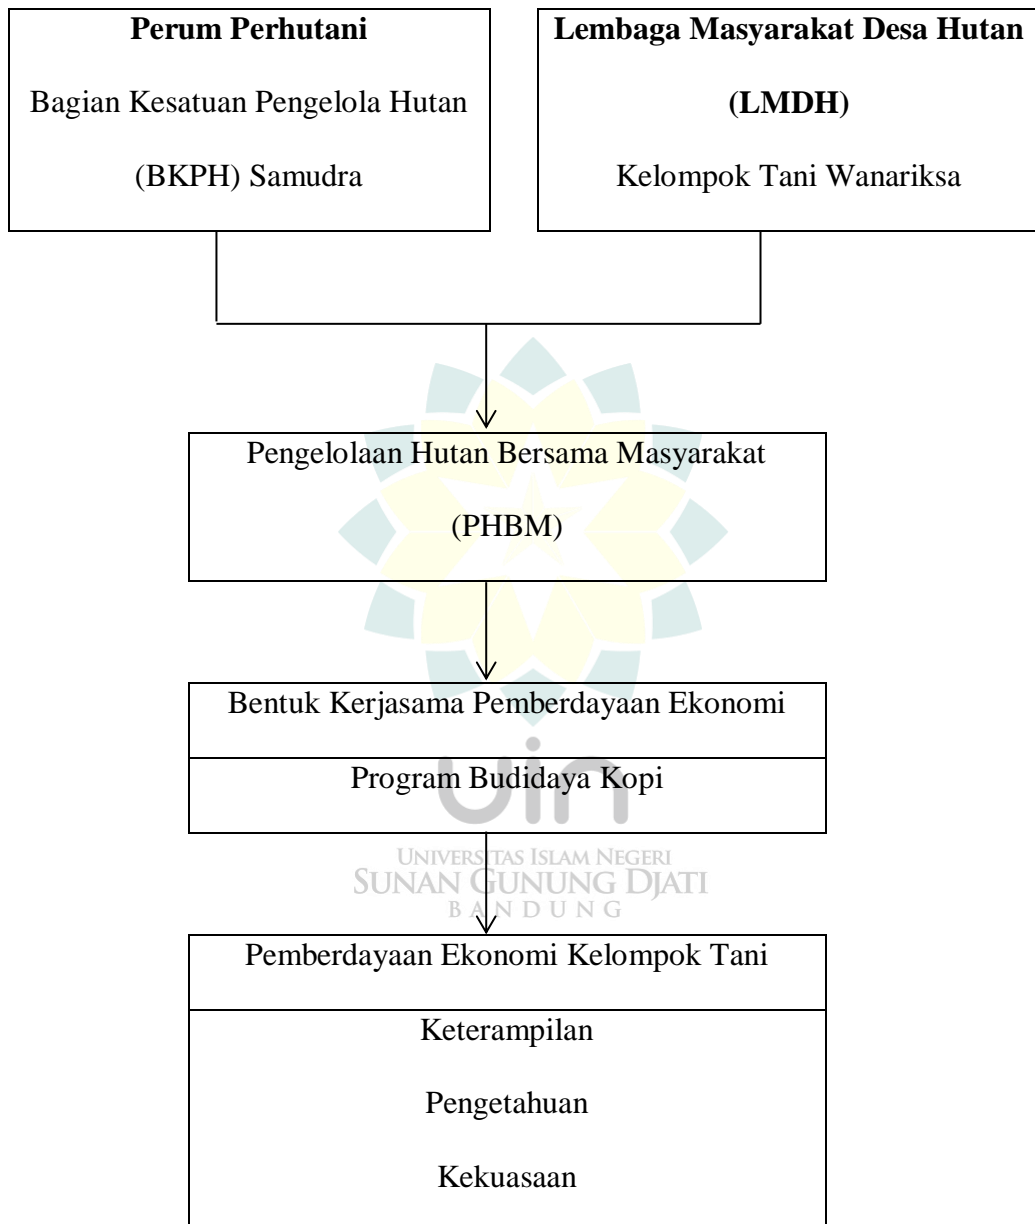 Perum Perhutani
Bagian Kesatuan Pengelola Hutan
(BKPH) Samudra
Lembaga Masyarakat Desa Hutan
(LMDH)
Kelompok Tani Wanariksa
Pengelolaan Hutan Bersama Masyarakat
(PHBM)
Bentuk Kerjasama Pemberdayaan Ekonomi
Program Budidaya Kopi
uin
UNIVERSITAS ISLAM NEGERI
SUNAN GUNUNG DJATI
BANDUNG
Pemberdayaan Ekonomi Kelompok Tani
Keterampilan
Pengetahuan
Kekuasaan